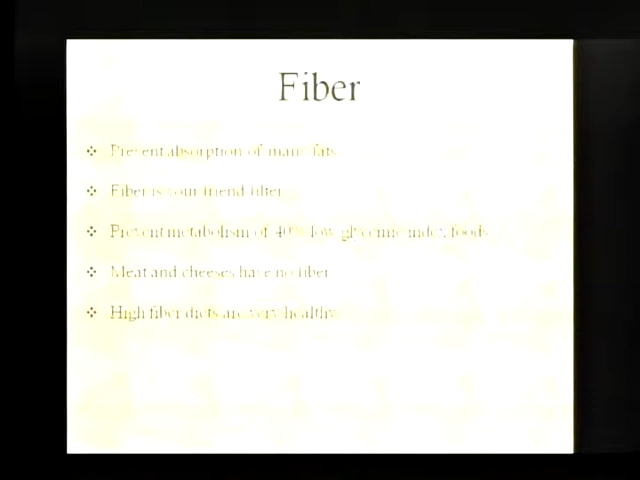 Fiber
Prevent absorption of many fats
Fiber is your friend filter
Prevent metabolism of 40% low glycemic index foods
Meat and cheeses have no fiber
High fiber diets are very healthy